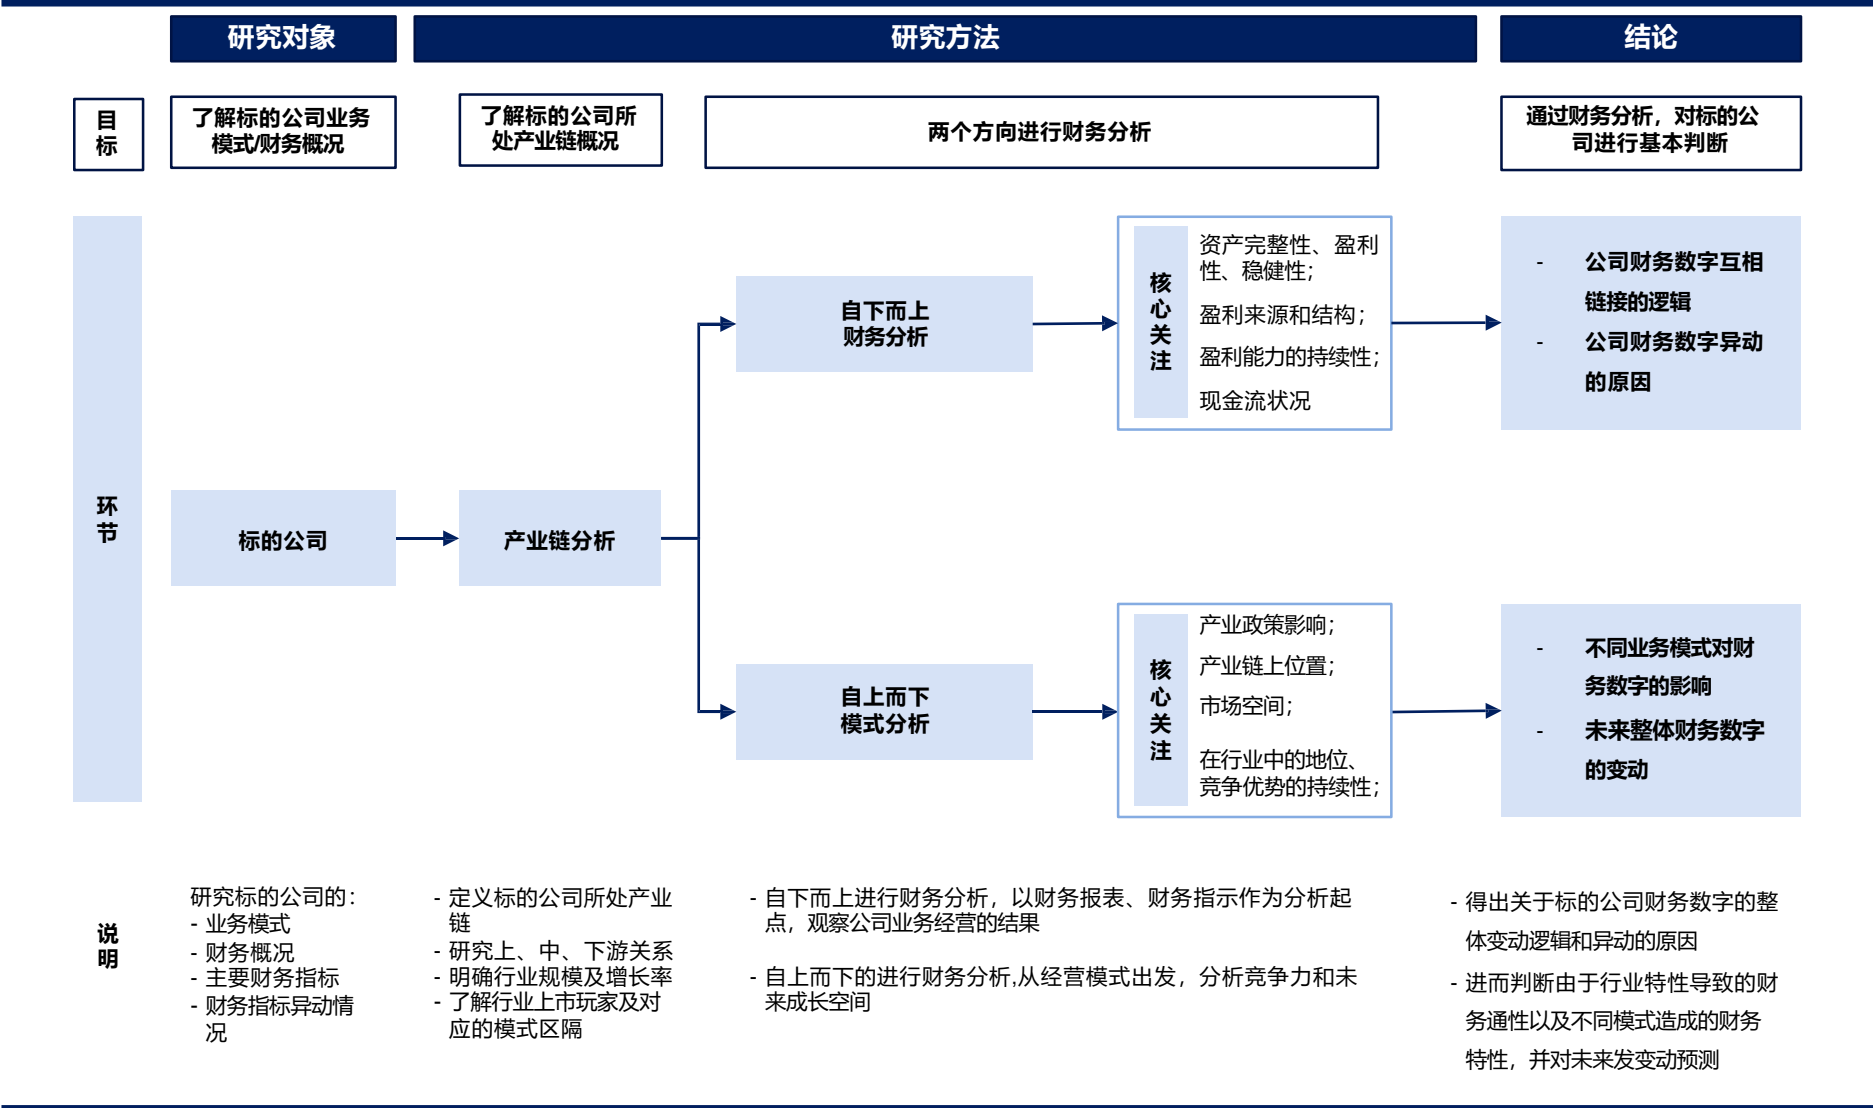 研究对象
研究方法
结论
目
标
了解标的公司业务
模式/财务概况
了解标的公司所
处产业链概况
两个方向进行财务分析
通过财务分析，对标的公
司进行基本判断
环
节
标的公司
产业链分析
自下而上
财务分析
核
心
关
注
资产完整性、盈利
性、稳健性；
盈利来源和结构；
盈利能力的持续性；
现金流状况
- 公司财务数字互相
链接的逻辑
- 公司财务数字异动
的原因
自上而下
模式分析
核
心
关
注
产业政策影响；
产业链上位置；
市场空间；
在行业中的地位、
竞争优势的持续性；
- 不同业务模式对财
务数字的影响
- 未来整体财务数字
的变动
说
明
研究标的公司的：
- 业务模式
- 财务概况
- 主要财务指标
- 财务指标异动情
况
- 定义标的公司所处产业
链
- 研究上、中、下游关系
- 明确行业规模及增长率
- 了解行业上市玩家及对
应的模式区隔
- 自下而上进行财务分析，以财务报表、财务指示作为分析起
点，观察公司业务经营的结果
- 自上而下的进行财务分析,从经营模式出发，分析竞争力和未
来成长空间
- 得出关于标的公司财务数字的整
体变动逻辑和异动的原因
- 进而判断由于行业特性导致的财
务通性以及不同模式造成的财务
特性，并对未来发变动预测